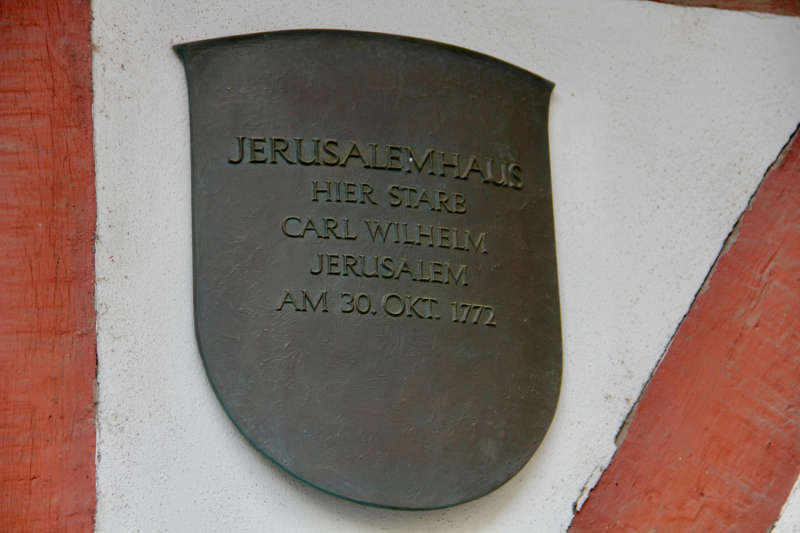 JERUSALEMHAUS
HIER STARB
CARL WILHELM
JERUSALEM
AM 30. OKT. 1772